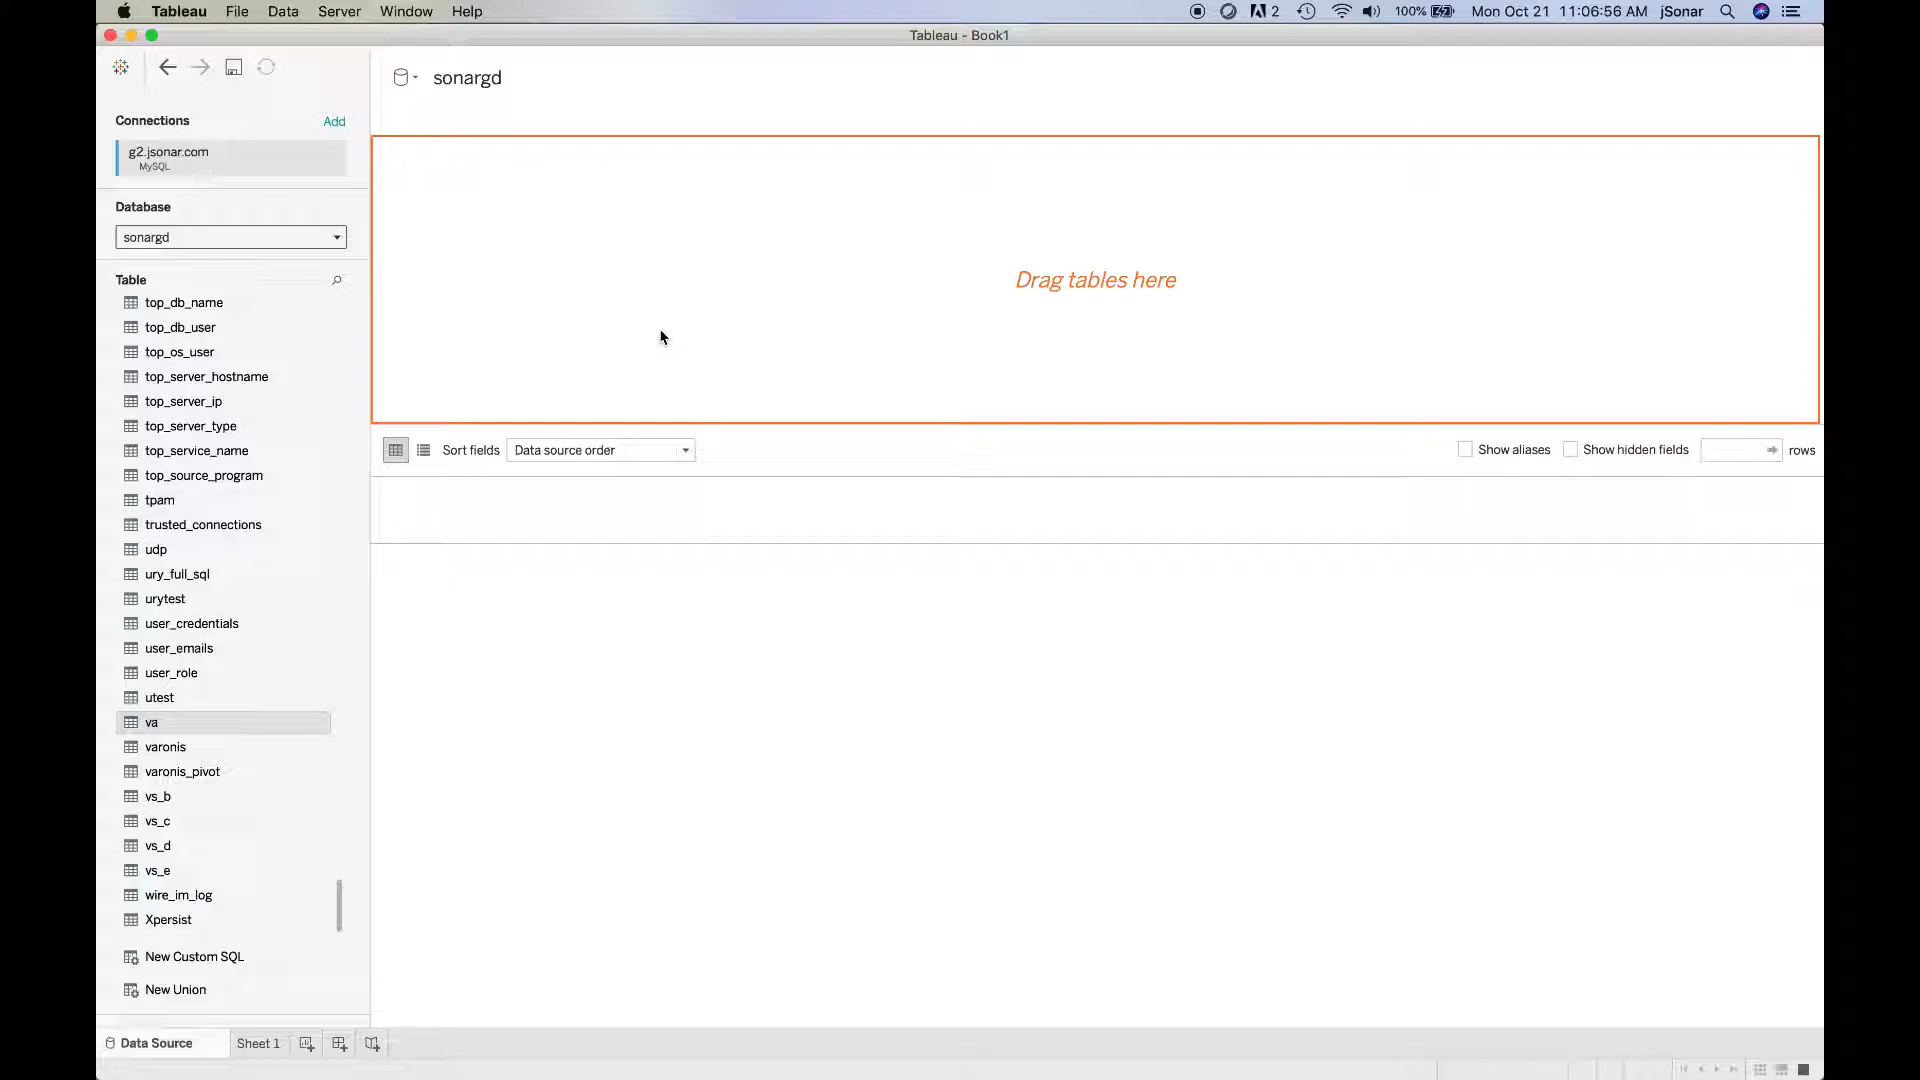 Tableau File Data Server Window Help
2 100% Mon Oct 21 11:06:56 AM jSonar
Tableau - Book1
sonargd
Connections Add
g2.jsonar.com
MySQL
Database
sonargd
Table
top_db_name
top_db_user
top_os_user
top_server_hostname
top_server_ip
top_server_type
top_service_name
top_source_program
tpam
trusted_connections
udp
ury_full_sql
urytest
user_credentials
user_emails
user_role
utest
va
varonis
varonis_pivot
vs_b
vs_c
vs_d
vs_e
wire_im_log
Xpersist
New Custom SQL
New Union
Drag tables here
Sort fields Data source order Show aliases Show hidden fields rows
Data Source Sheet 1